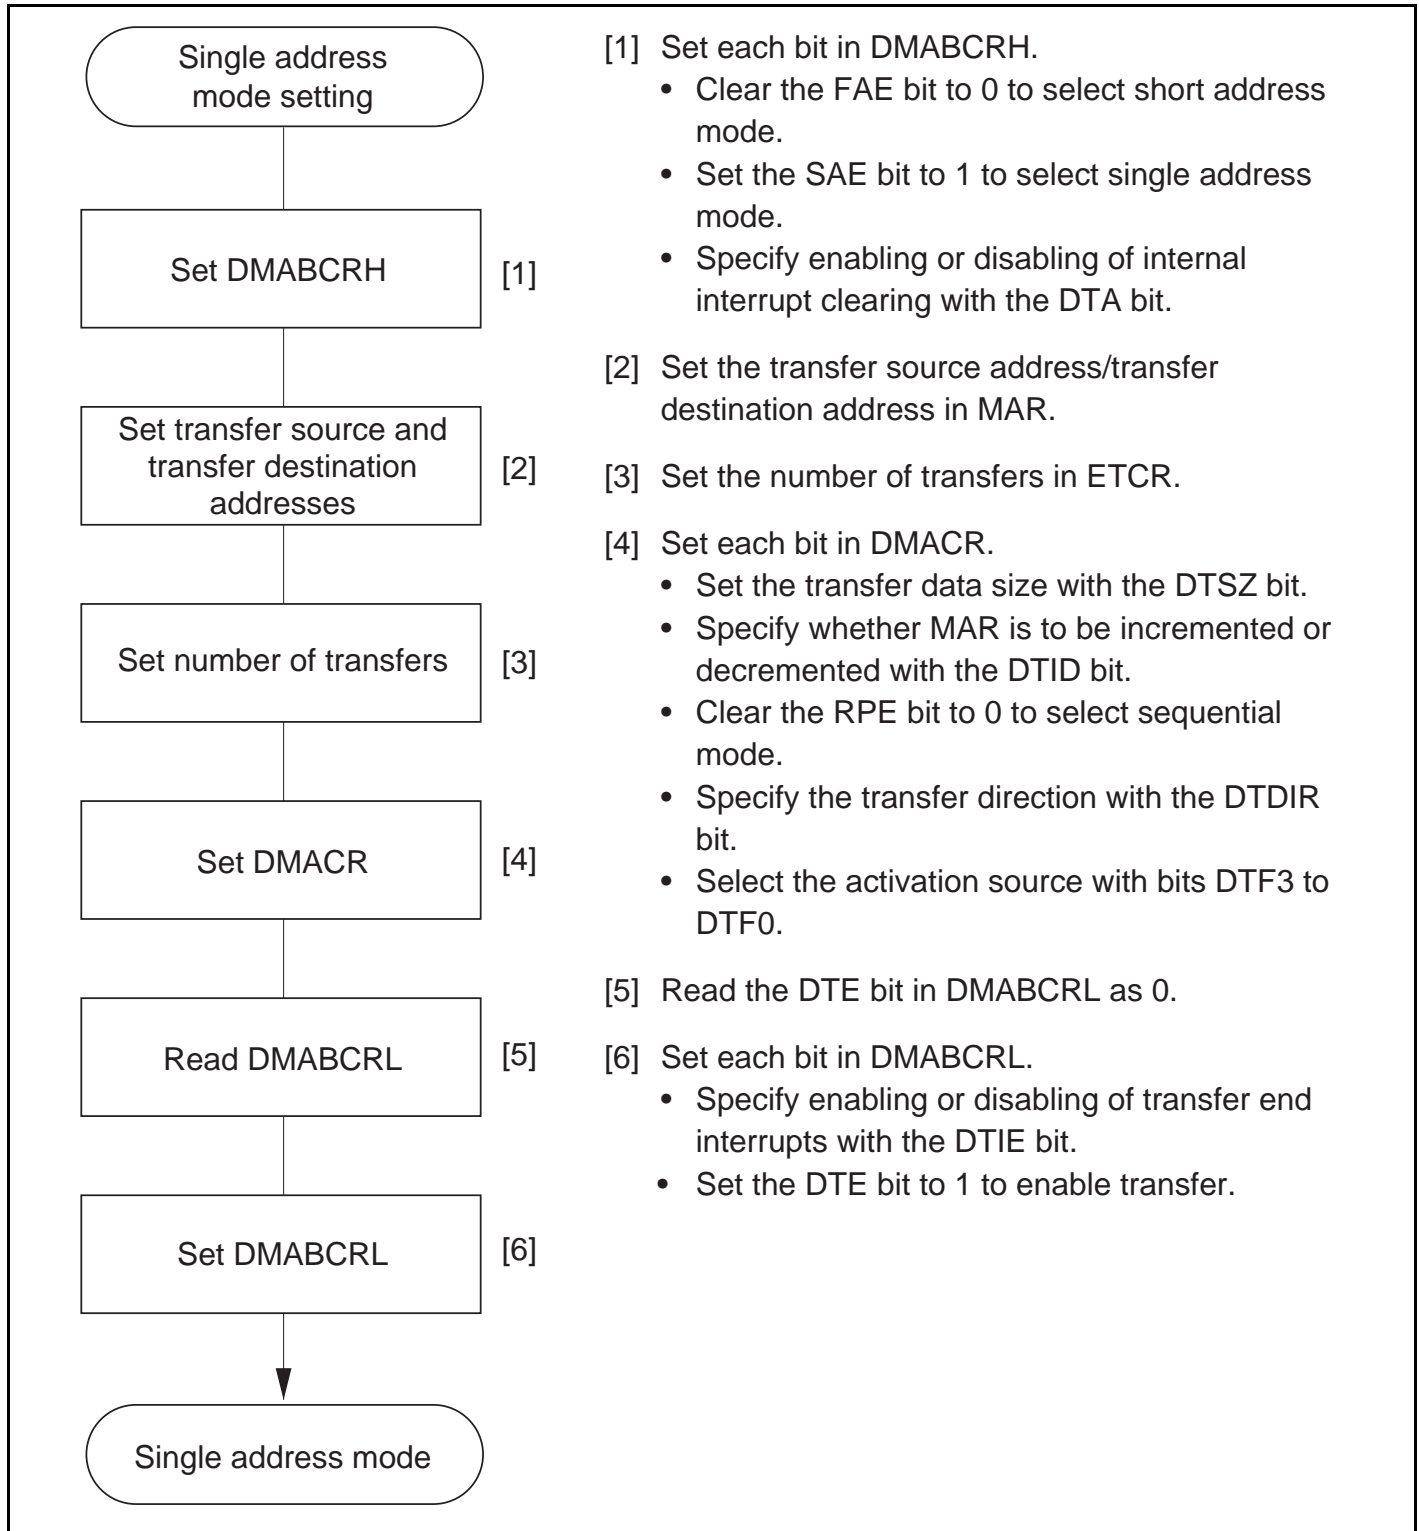 Single address
mode setting
Set DMABCRH
[1]
Set transfer source and
transfer destination
addresses
[2]
Set number of transfers
[3]
Set DMACR
[4]
Read DMABCRL
[5]
Set DMABCRL
[6]
Single address mode
[1] Set each bit in DMABCRH.
• Clear the FAE bit to 0 to select short address
mode.
• Set the SAE bit to 1 to select single address
mode.
• Specify enabling or disabling of internal
interrupt clearing with the DTA bit.
[2] Set the transfer source address/transfer
destination address in MAR.
[3] Set the number of transfers in ETCR.
[4] Set each bit in DMACR.
• Set the transfer data size with the DTSZ bit.
• Specify whether MAR is to be incremented or
decremented with the DTID bit.
• Clear the RPE bit to 0 to select sequential
mode.
• Specify the transfer direction with the DTDIR
bit.
• Select the activation source with bits DTF3 to
DTF0.
[5] Read the DTE bit in DMABCRL as 0.
[6] Set each bit in DMABCRL.
• Specify enabling or disabling of transfer end
interrupts with the DTIE bit.
• Set the DTE bit to 1 to enable transfer.